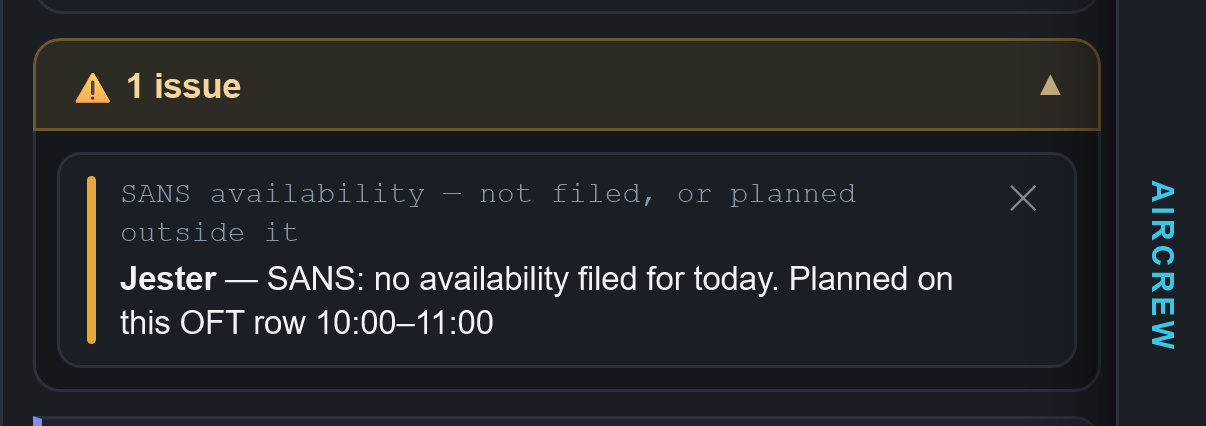 ⚠️ 1 issue ▲
SANS availability — not filed, or planned
outside it
Jester — SANS: no availability filed for today. Planned on
this OFT row 10:00–11:00
AIRCREW